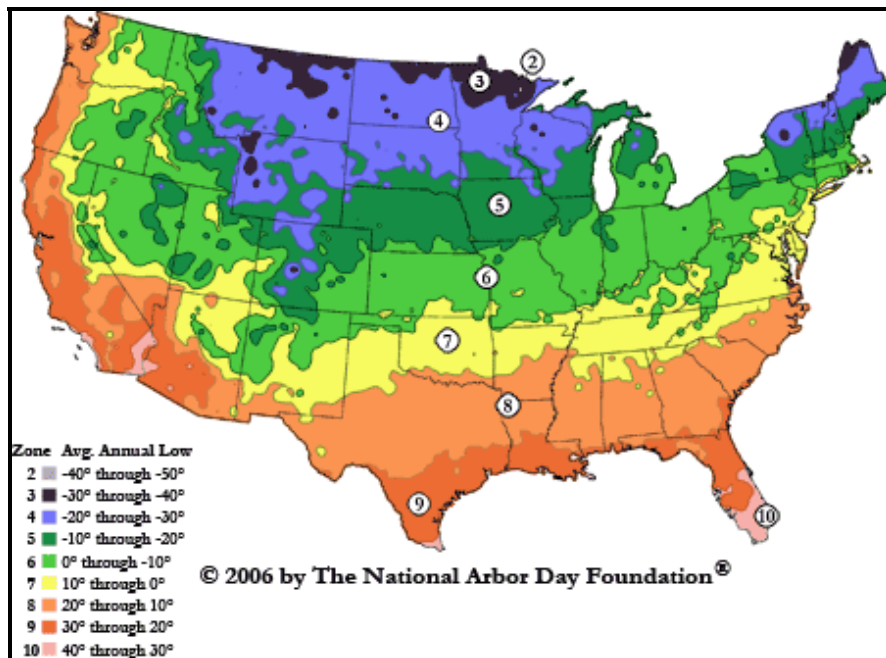 2
3
4
5
6
7
8
9
10
Zone Avg. Annual Low
2 -40° through -50°
3 -30° through -40°
4 -20° through -30°
5 -10° through -20°
6 0° through -10°
7 10° through 0°
8 20° through 10°
9 30° through 20°
10 40° through 30°
© 2006 by The National Arbor Day Foundation®